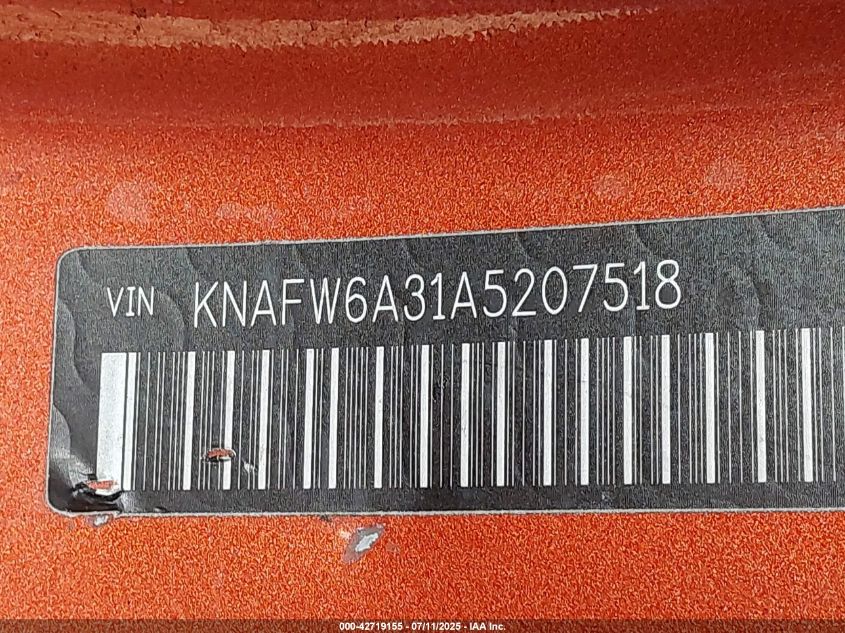 VIN KNAFW6A31A5207518
000-42719155 - 07/11/2025 - IAA Inc.